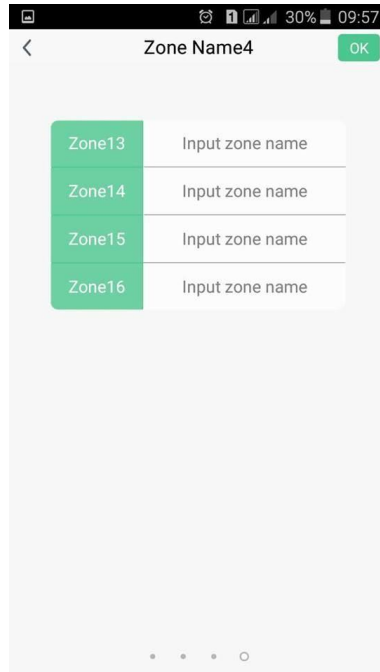 1 30% 09:57
Zone Name4 OK
Zone13 Input zone name
Zone14 Input zone name
Zone15 Input zone name
Zone16 Input zone name